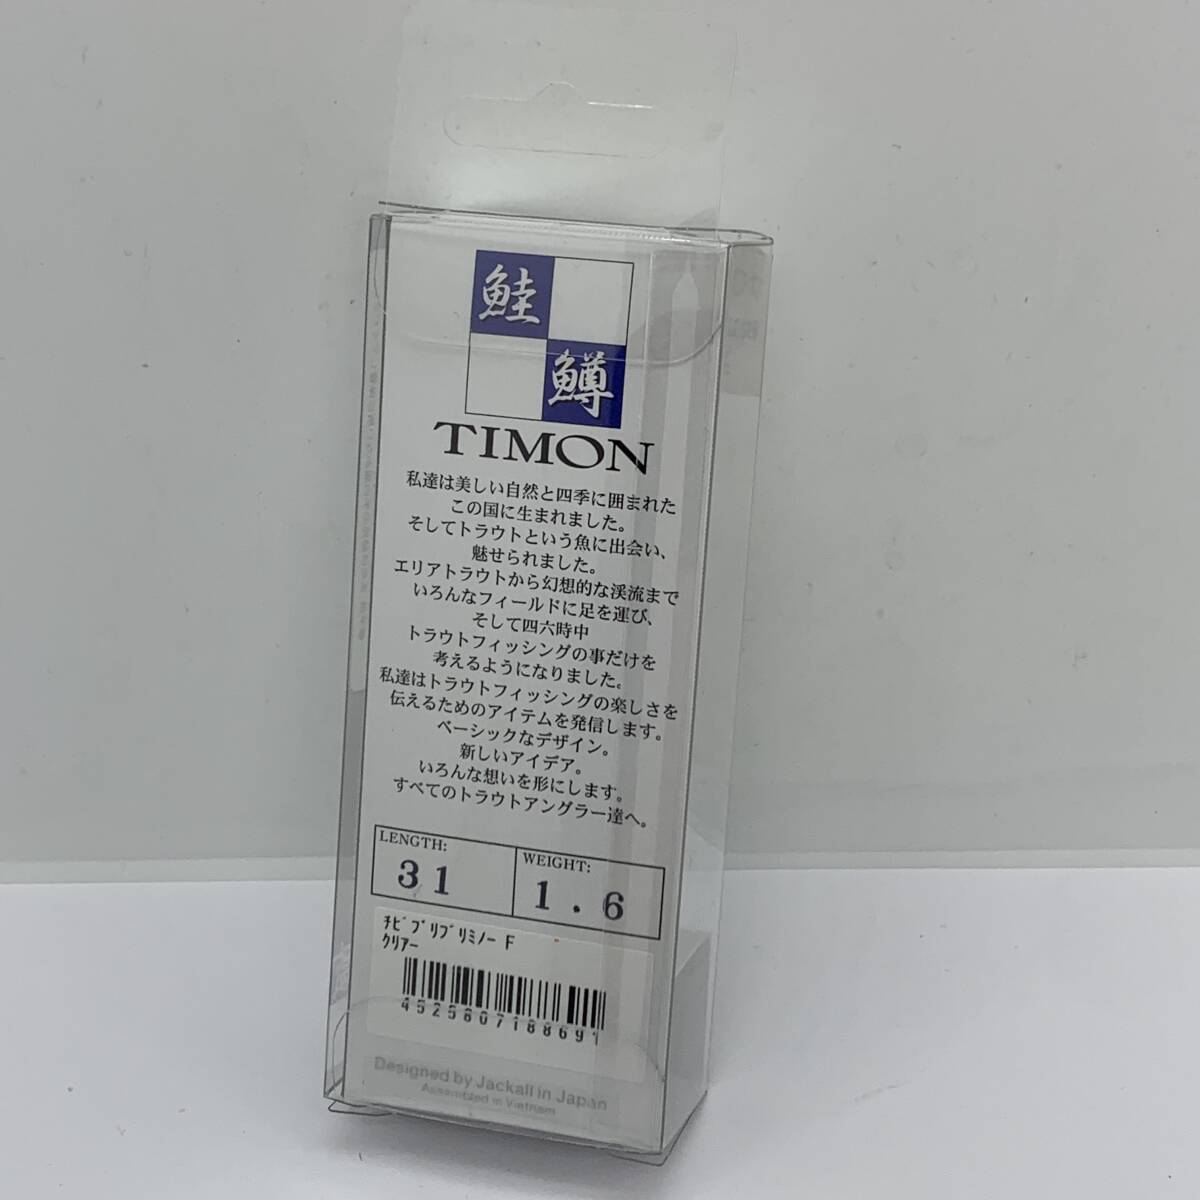 鮭
鱒
TIMON
私達は美しい自然と四季に囲まれた
この国に生まれました。
そしてトラウトという魚に出会い、
魅せられました。
エリアトラウトから幻想的な渓流まで
いろんなフィールドに足を運び、
そして四六時中
トラウトフィッシングの事だけを
考えるようになりました。
私達はトラウトフィッシングの楽しさを
伝えるためのアイテムを発信します。
ベーシックなデザイン。
新しいアイデア。
いろんな想いを形にします。
すべてのトラウトアングラー達へ。
LENGTH: WEIGHT:
31 1.6
ﾁﾋﾞﾌﾟﾘﾌﾟﾘﾐﾉｰ F
ｸﾘｱｰ
4525807188691
Designed by Jackall in Japan
Assembled in Vietnam